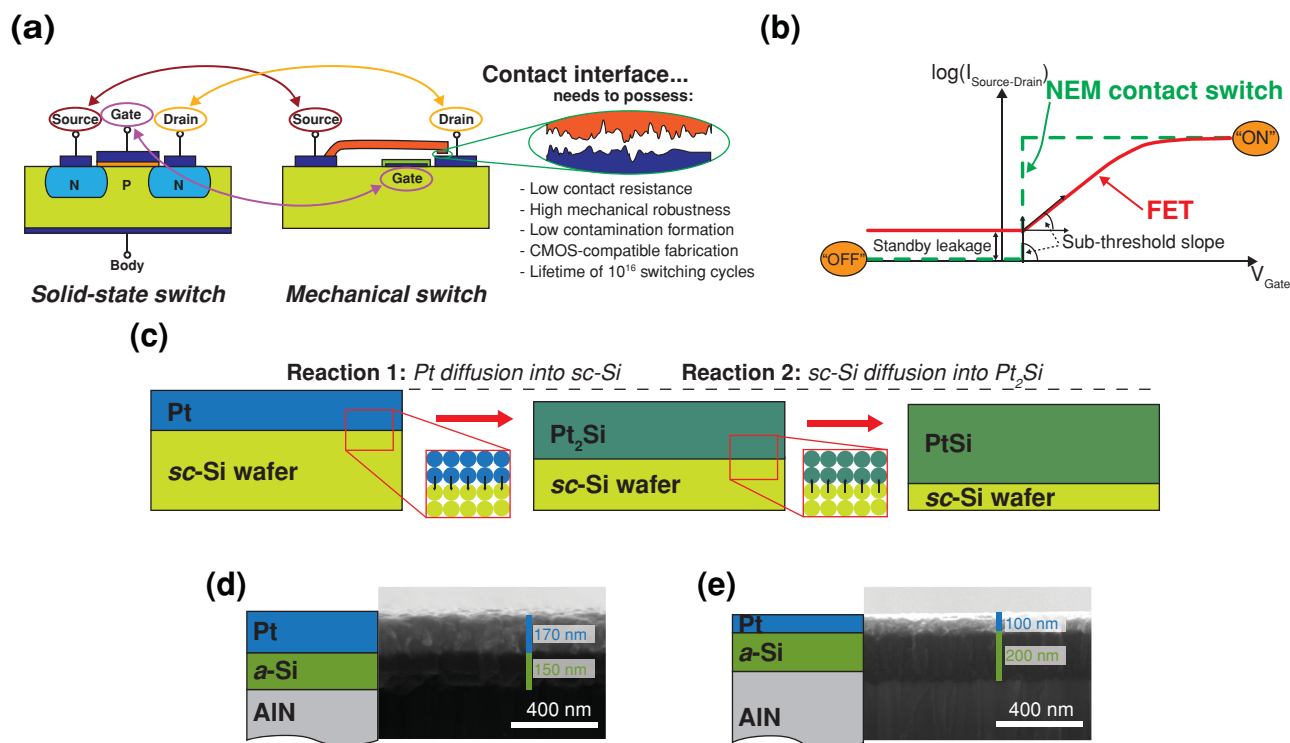 (a)
Source
Gate
Drain
N
P
N
Body
Solid-state switch
Source
Drain
Gate
Mechanical switch
Contact interface...
needs to possess:
- Low contact resistance
- High mechanical robustness
- Low contamination formation
- CMOS-compatible fabrication
- Lifetime of 10¹⁶ switching cycles
(b)
log(I_Source-Drain)
NEM contact switch
"ON"
FET
Standby leakage
Sub-threshold slope
"OFF"
V_Gate
(c)
Reaction 1: Pt diffusion into sc-Si
Reaction 2: sc-Si diffusion into Pt₂Si
Pt
sc-Si wafer
Pt₂Si
sc-Si wafer
PtSi
sc-Si wafer
(d)
Pt
a-Si
AlN
170 nm
150 nm
400 nm
(e)
Pt
a-Si
AlN
100 nm
200 nm
400 nm